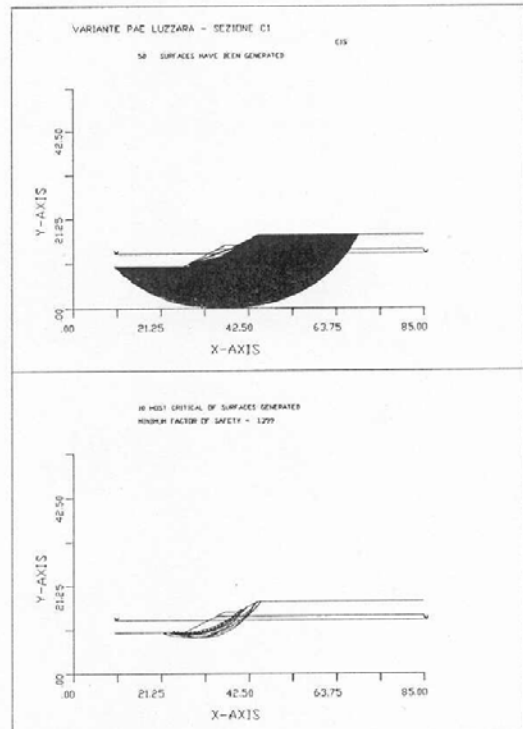 VARIANTE PAE LUZZARA - SEZIONE C1
50 SURFACES HAVE BEEN GENERATED
Y-AXIS
42.50
21.25
.00
.00 21.25 42.50 63.75 85.00
X-AXIS
10 MOST CRITICAL OF SURFACES GENERATED
MINIMUM FACTOR OF SAFETY = 1.299
Y-AXIS
42.50
21.25
.00
.00 21.25 42.50 63.75 85.00
X-AXIS